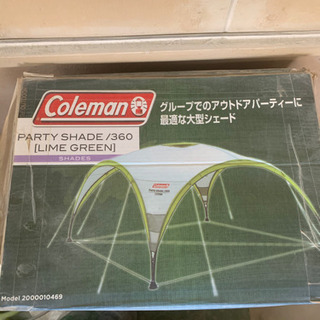 Coleman
グループでのアウトドアパーティーに
最適な大型シェード
PARTY SHADE /360
[LIME GREEN]
SHADES
Coleman
Model 2000010469